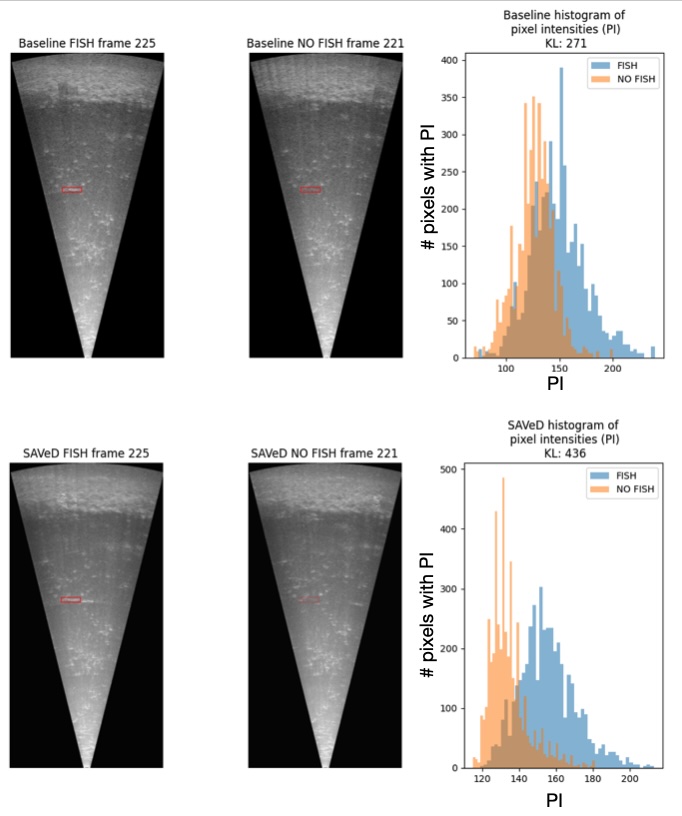 Baseline FISH frame 225
Baseline NO FISH frame 221
Baseline histogram of
pixel intensities (PI)
KL: 271
FISH
NO FISH
# pixels with PI
400
350
300
250
200
150
100
50
0
100
150
200
PI
SAVeD FISH frame 225
SAVeD NO FISH frame 221
SAVeD histogram of
pixel intensities (PI)
KL: 436
FISH
NO FISH
# pixels with PI
500
400
300
200
100
0
120
140
160
180
200
PI